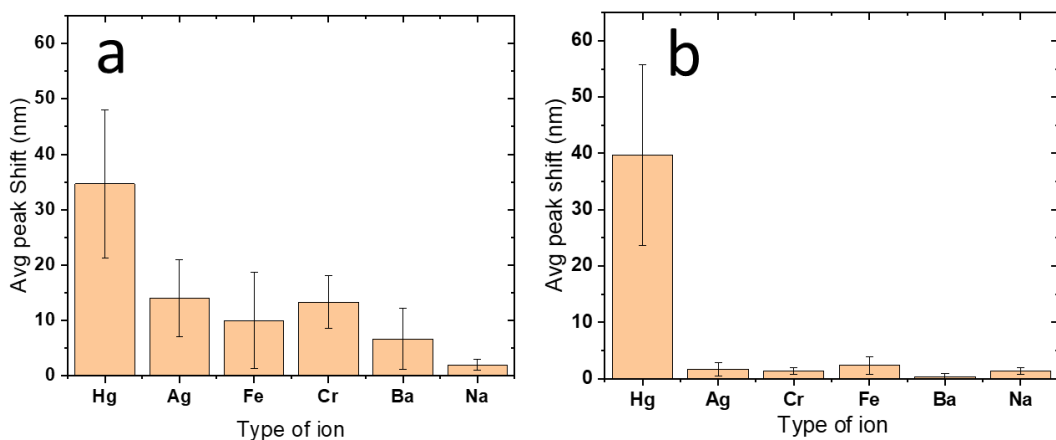 a
60
50
40
30
20
10
0
Avg peak Shift (nm)
Hg Ag Fe Cr Ba Na
Type of ion
b
60
50
40
30
20
10
0
Avg peak shift (nm)
Hg Ag Cr Fe Ba Na
Type of ion